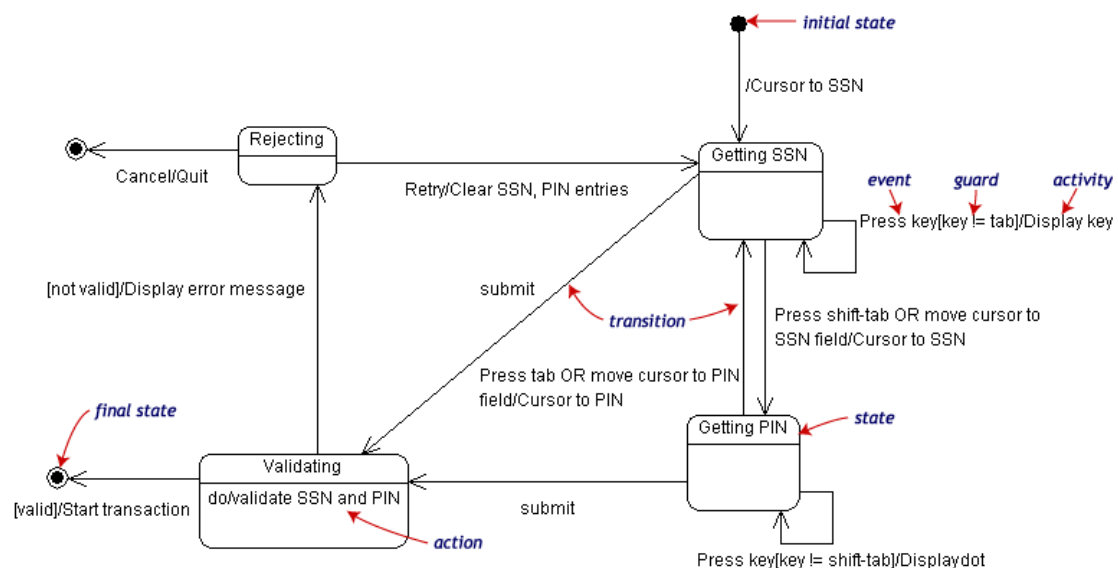 initial state
/Cursor to SSN
Rejecting
Getting SSN
Cancel/Quit
Retry/Clear SSN, PIN entries
event
guard
activity
Press key[key != tab]/Display key
[not valid]/Display error message
submit
transition
Press shift-tab OR move cursor to
SSN field/Cursor to SSN
Press tab OR move cursor to PIN
field/Cursor to PIN
final state
Getting PIN
state
Validating
do/validate SSN and PIN
[valid]/Start transaction
submit
action
Press key[key != shift-tab]/Displaydot